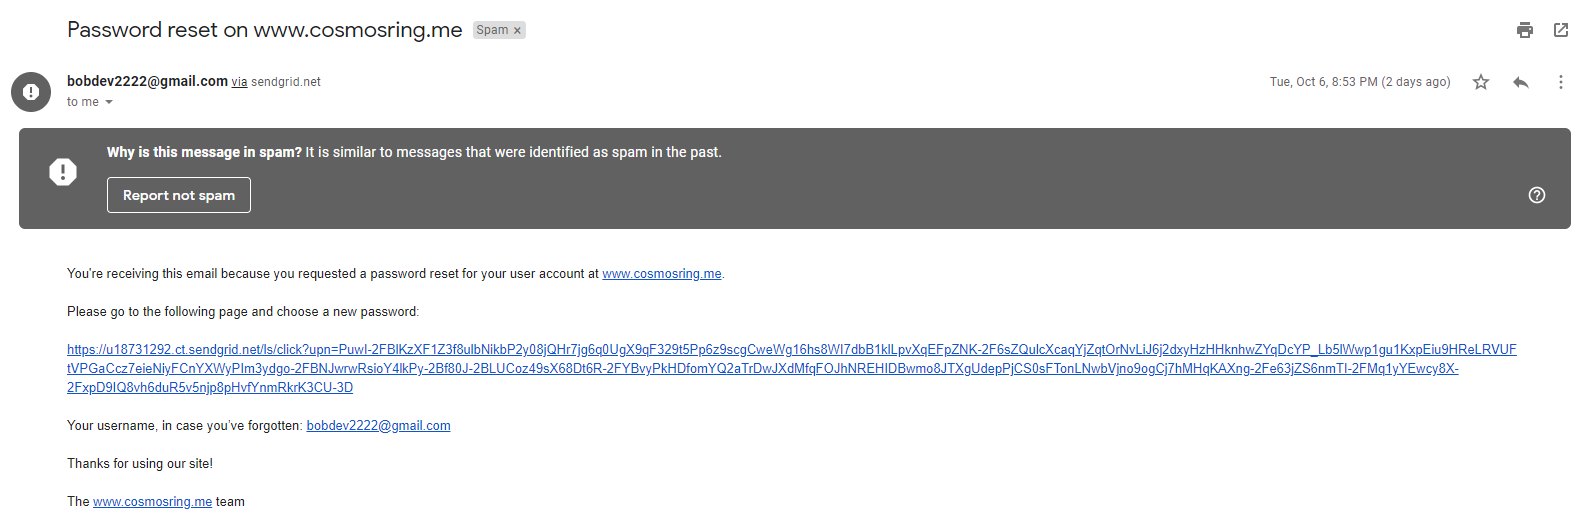 Password reset on www.cosmosring.me Spam x
bobdev2222@gmail.com via sendgrid.net Tue, Oct 6, 8:53 PM (2 days ago)
to me
Why is this message in spam? It is similar to messages that were identified as spam in the past.
Report not spam
You're receiving this email because you requested a password reset for your user account at www.cosmosring.me.
Please go to the following page and choose a new password:
https://u18731292.ct.sendgrid.net/ls/click?upn=PuwI-2FBlKzXF1Z3f8ulbNikbP2y08jQHr7jg6q0UgX9qF329t5Pp6z9scgCweWg16hs8WI7dbB1klLpvXqEFpZNK-2F6sZQulcXcaqYjZqtOrNvLiJ6j2dxyHzHHknhwZYqDcYP_Lb5lWwp1gu1KxpEiu9HReLRVUF
tVPGaCcz7eieNiyFCnYXWyPIm3ydgo-2FBNJwrwRsioY4lkPy-2Bf80J-2BLUCoz49sX68Dt6R-2FYBvyPkHDfomYQ2aTrDwJXdMfqFOJhNREHIDBwmo8JTXgUdepPjCS0sFTonLNwbVjno9ogCj7hMHqKAXng-2Fe63jZS6nmTI-2FMq1yYEwcy8X-
2FxpD9IQ8vh6duR5v5njp8pHvfYnmRkrK3CU-3D
Your username, in case you've forgotten: bobdev2222@gmail.com
Thanks for using our site!
The www.cosmosring.me team